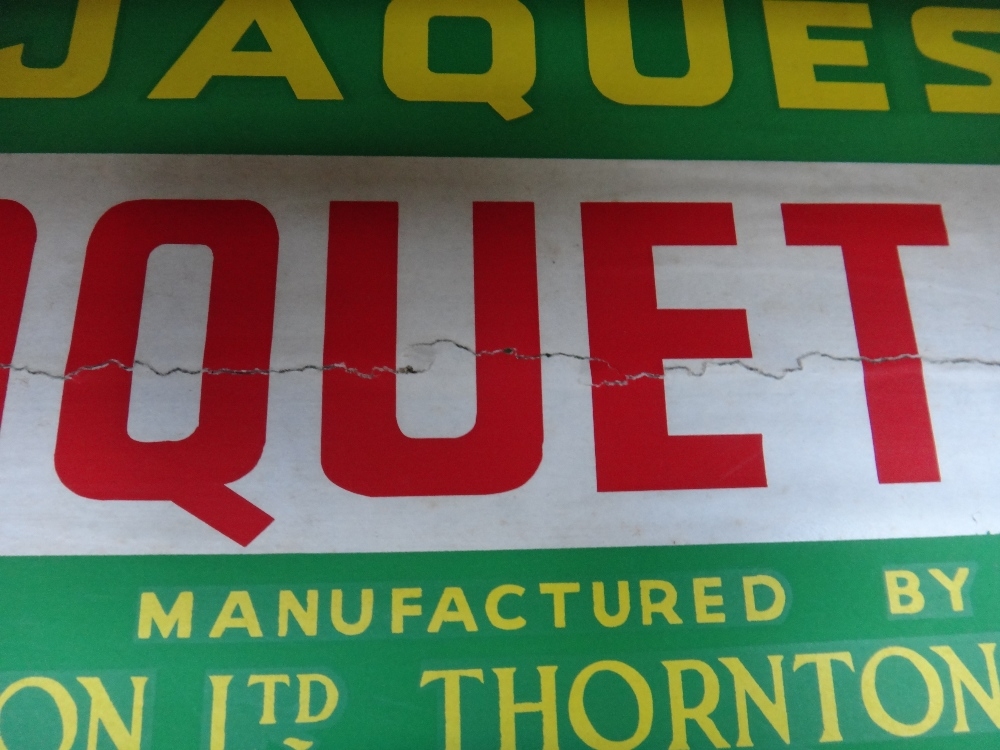 JAQUES
QUET
MANUFACTURED BY
ON LTD THORNTON